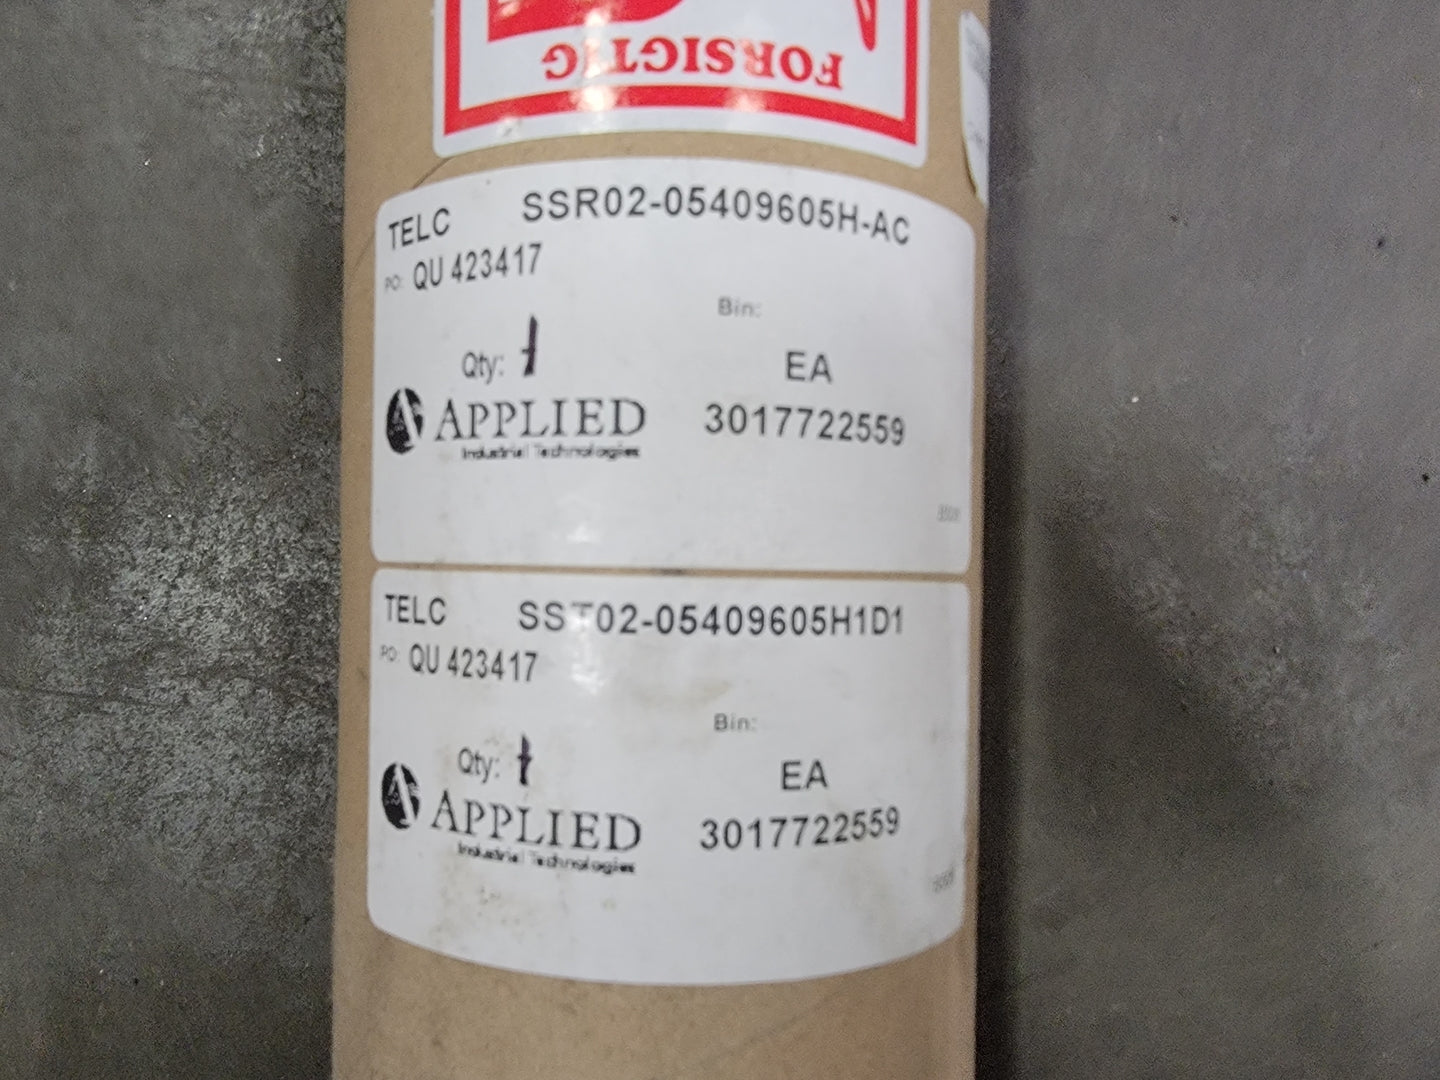 FORSIGTIG
TELC SSR02-05409605H-AC
PO: QU 423417
Bin:
Qty: 1 EA
APPLIED 3017722559
Industrial Technologies
TELC SST02-05409605H1D1
PO: QU 423417
Bin:
Qty: 1 EA
APPLIED 3017722559
Industrial Technologies